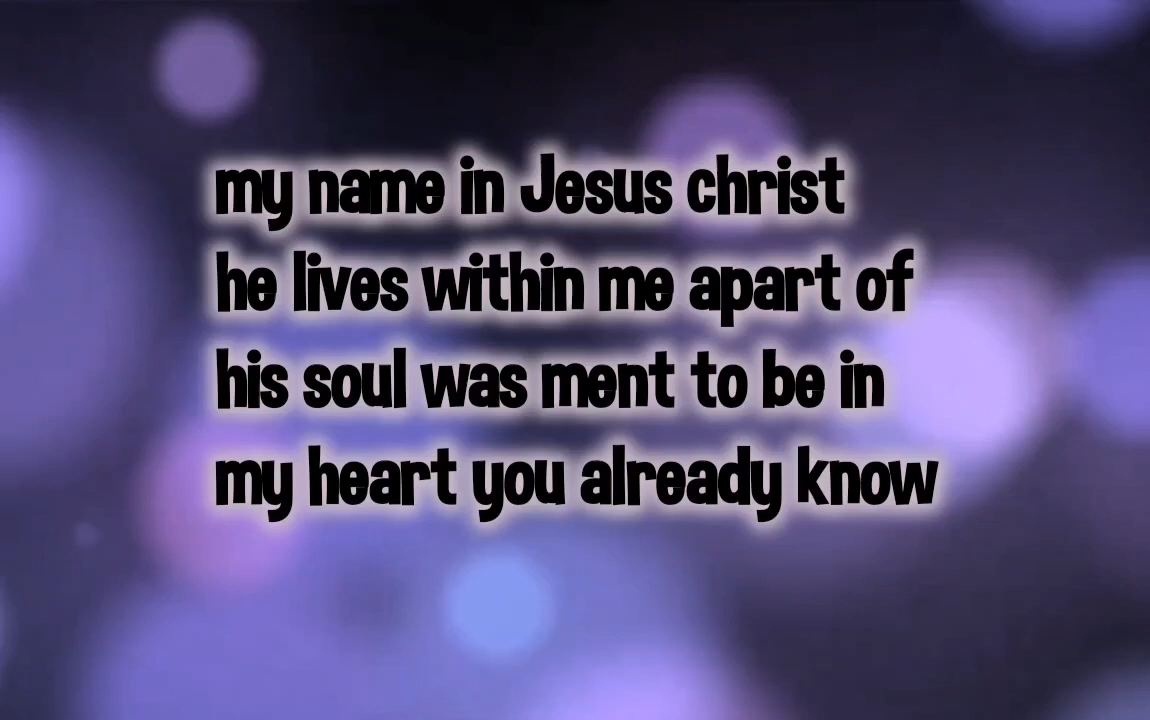 my name in Jesus christ
he lives within me apart of
his soul was ment to be in
my heart you already know